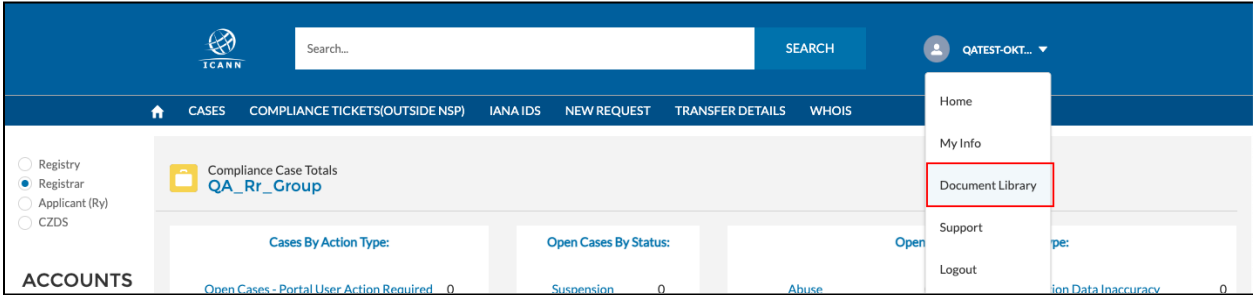 ICANN
Search...
SEARCH
QATEST-OKT...
CASES COMPLIANCE TICKETS(OUTSIDE NSP) IANA IDS NEW REQUEST TRANSFER DETAILS WHOIS
Home
My Info
Document Library
Support
Logout
Registry
Registrar
Applicant (Ry)
CZDS
ACCOUNTS
Compliance Case Totals
QA_Rr_Group
Cases By Action Type:
Open Cases - Portal User Action Required 0
Open Cases By Status:
Suspension 0
Open
pe:
Abuse
ion Data Inaccuracy 0